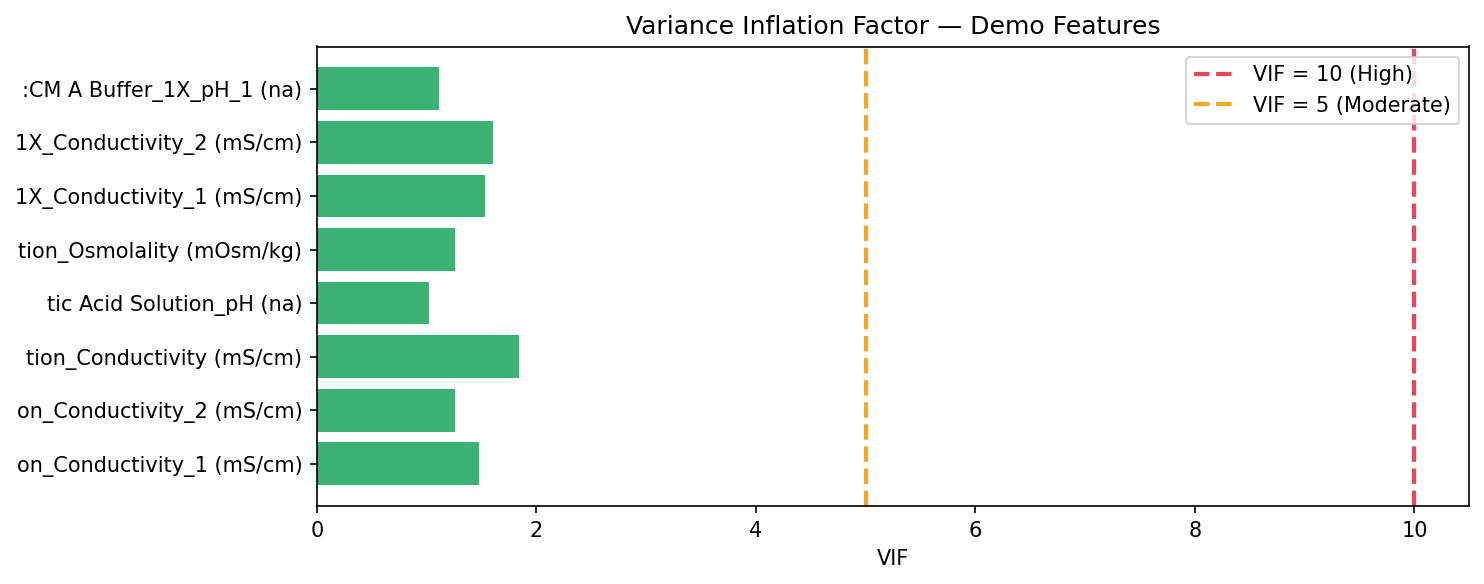 Variance Inflation Factor — Demo Features
:CM A Buffer_1X_pH_1 (na)
1X_Conductivity_2 (mS/cm)
1X_Conductivity_1 (mS/cm)
tion_Osmolality (mOsm/kg)
tic Acid Solution_pH (na)
tion_Conductivity (mS/cm)
on_Conductivity_2 (mS/cm)
on_Conductivity_1 (mS/cm)
VIF = 10 (High)
VIF = 5 (Moderate)
0 2 4 6 8 10
VIF